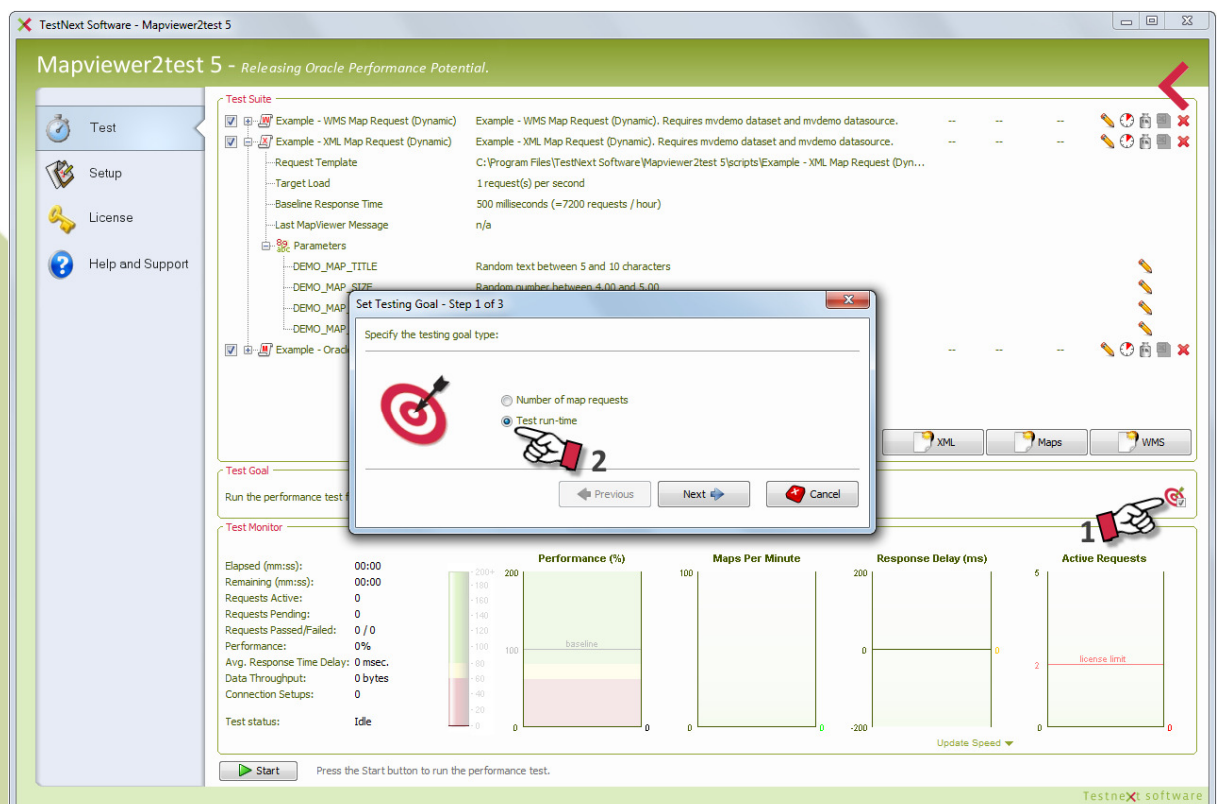 TestNext Software - Mapviewer2test 5
Mapviewer2test 5 - Releasing Oracle Performance Potential.
Test
Setup
License
Help and Support
Test Suite
Example - WMS Map Request (Dynamic) Example - WMS Map Request (Dynamic). Requires mvdemo dataset and mvdemo datasource. -- -- --
Example - XML Map Request (Dynamic) Example - XML Map Request (Dynamic). Requires mvdemo dataset and mvdemo datasource. -- -- --
Request Template C:\Program Files\TestNext Software\Mapviewer2test 5\scripts\Example - XML Map Request (Dyn...
Target Load 1 request(s) per second
Baseline Response Time 500 milliseconds (=7200 requests / hour)
Last MapViewer Message n/a
Parameters
DEMO_MAP_TITLE Random text between 5 and 10 characters
DEMO_MAP_SIZE Random number between 4.00 and 5.00
DEMO_MAP
DEMO_MAP
Example - Oracl -- -- --
Set Testing Goal - Step 1 of 3
Specify the testing goal type:
Number of map requests
Test run-time
2
Previous
Next
Cancel
XML
Maps
WMS
Test Goal
Run the performance test f
1
Test Monitor
Elapsed (mm:ss): 00:00
Remaining (mm:ss): 00:00
Requests Active: 0
Requests Pending: 0
Requests Passed/Failed: 0 / 0
Performance: 0%
Avg. Response Time Delay: 0 msec.
Data Throughput: 0 bytes
Connection Setups: 0
Test status: Idle
200+
180
160
140
120
100
80
60
40
20
0
Performance (%)
200
100
baseline
0
0
Maps Per Minute
100
0
0
Response Delay (ms)
200
0
0
-200
Active Requests
5
license limit
2
0
0
Update Speed
Start
Press the Start button to run the performance test.
Testnext software